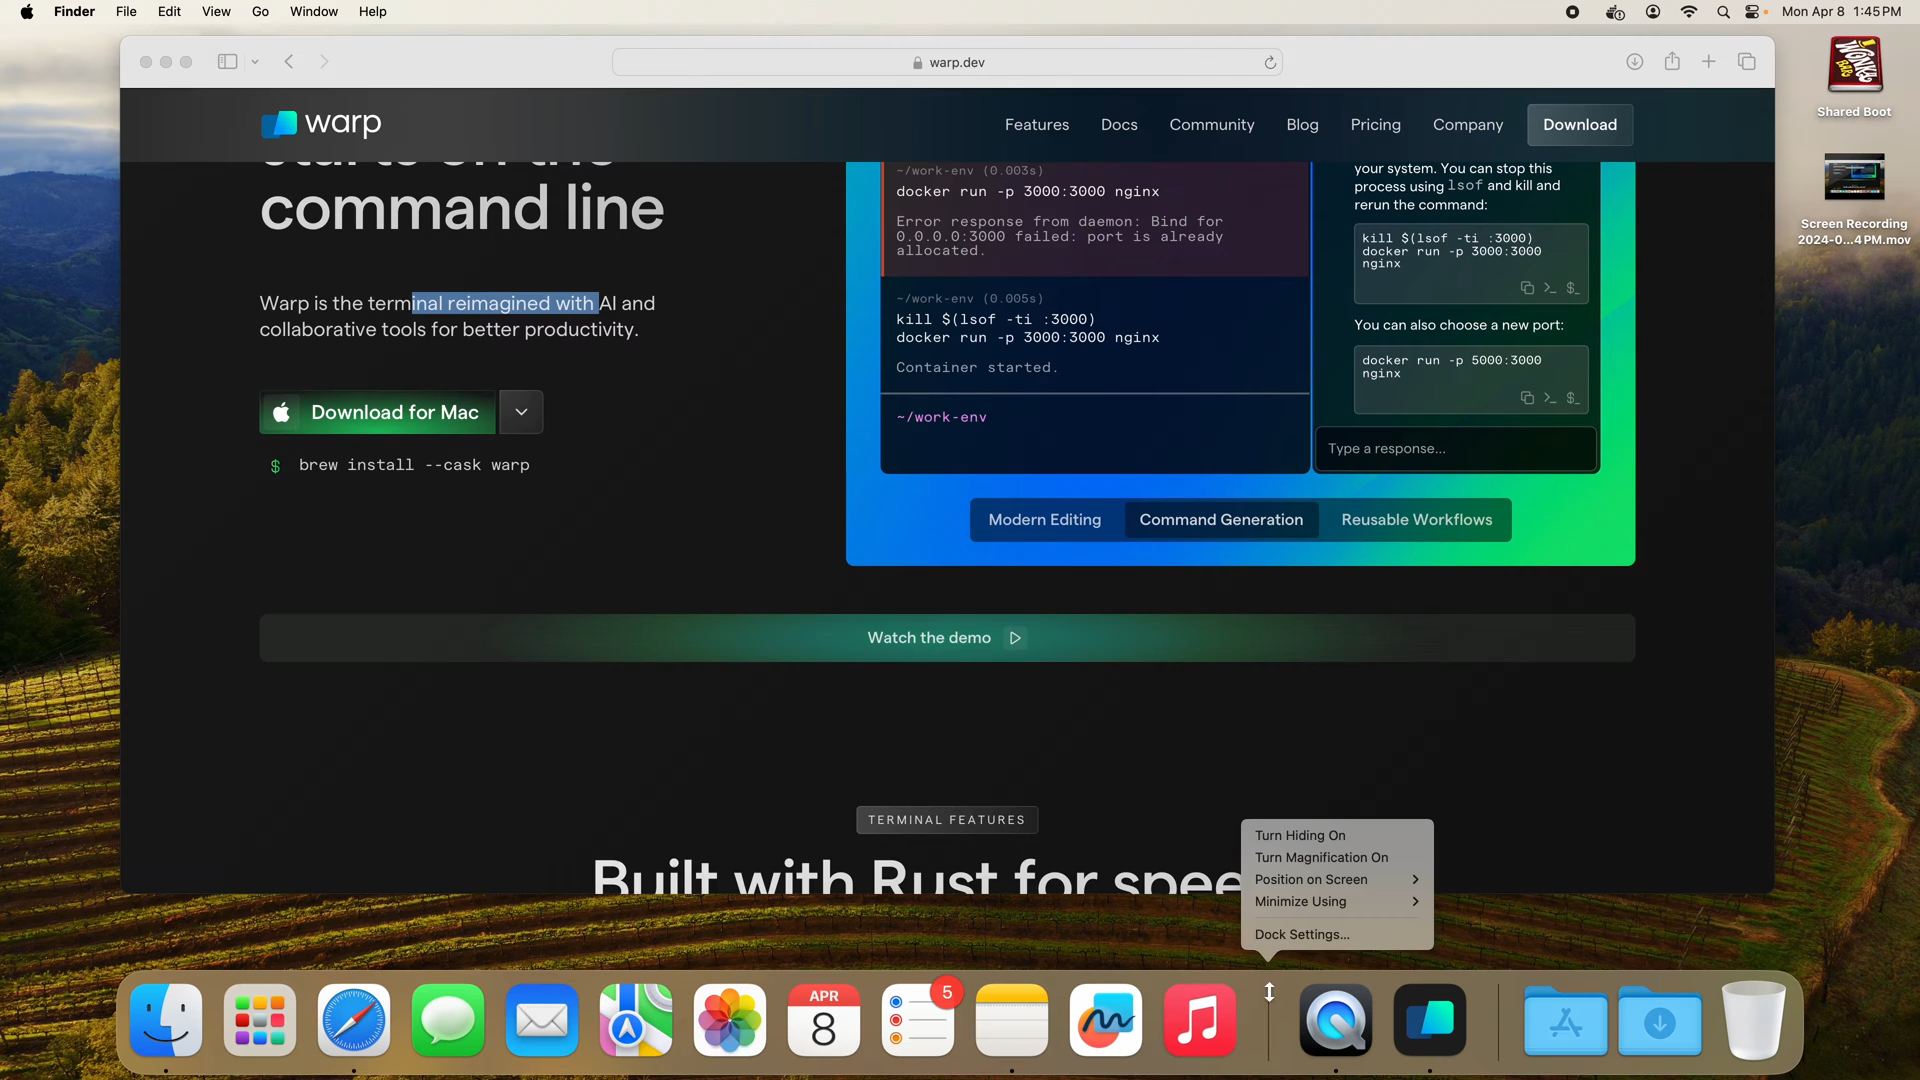 Finder File Edit View Go Window Help
Mon Apr 8 1:45 PM
warp.dev
warp
Features Docs Community Blog Pricing Company Download
command line
Warp is the terminal reimagined with AI and
collaborative tools for better productivity.
Download for Mac
$ brew install --cask warp
~/work-env (0.003s)
docker run -p 3000:3000 nginx
Error response from daemon: Bind for
0.0.0.0:3000 failed: port is already
allocated.
~/work-env (0.005s)
kill $(lsof -ti :3000)
docker run -p 3000:3000 nginx
Container started.
~/work-env
your system. You can stop this
process using lsof and kill and
rerun the command:
kill $(lsof -ti :3000)
docker run -p 3000:3000
nginx
You can also choose a new port:
docker run -p 5000:3000
nginx
Type a response...
Modern Editing Command Generation Reusable Workflows
Watch the demo
TERMINAL FEATURES
Built with Rust for spee
Turn Hiding On
Turn Magnification On
Position on Screen
Minimize Using
Dock Settings...
WONKA BAR
Shared Boot
Screen Recording
2024-0...4 PM.mov
APR
8
5